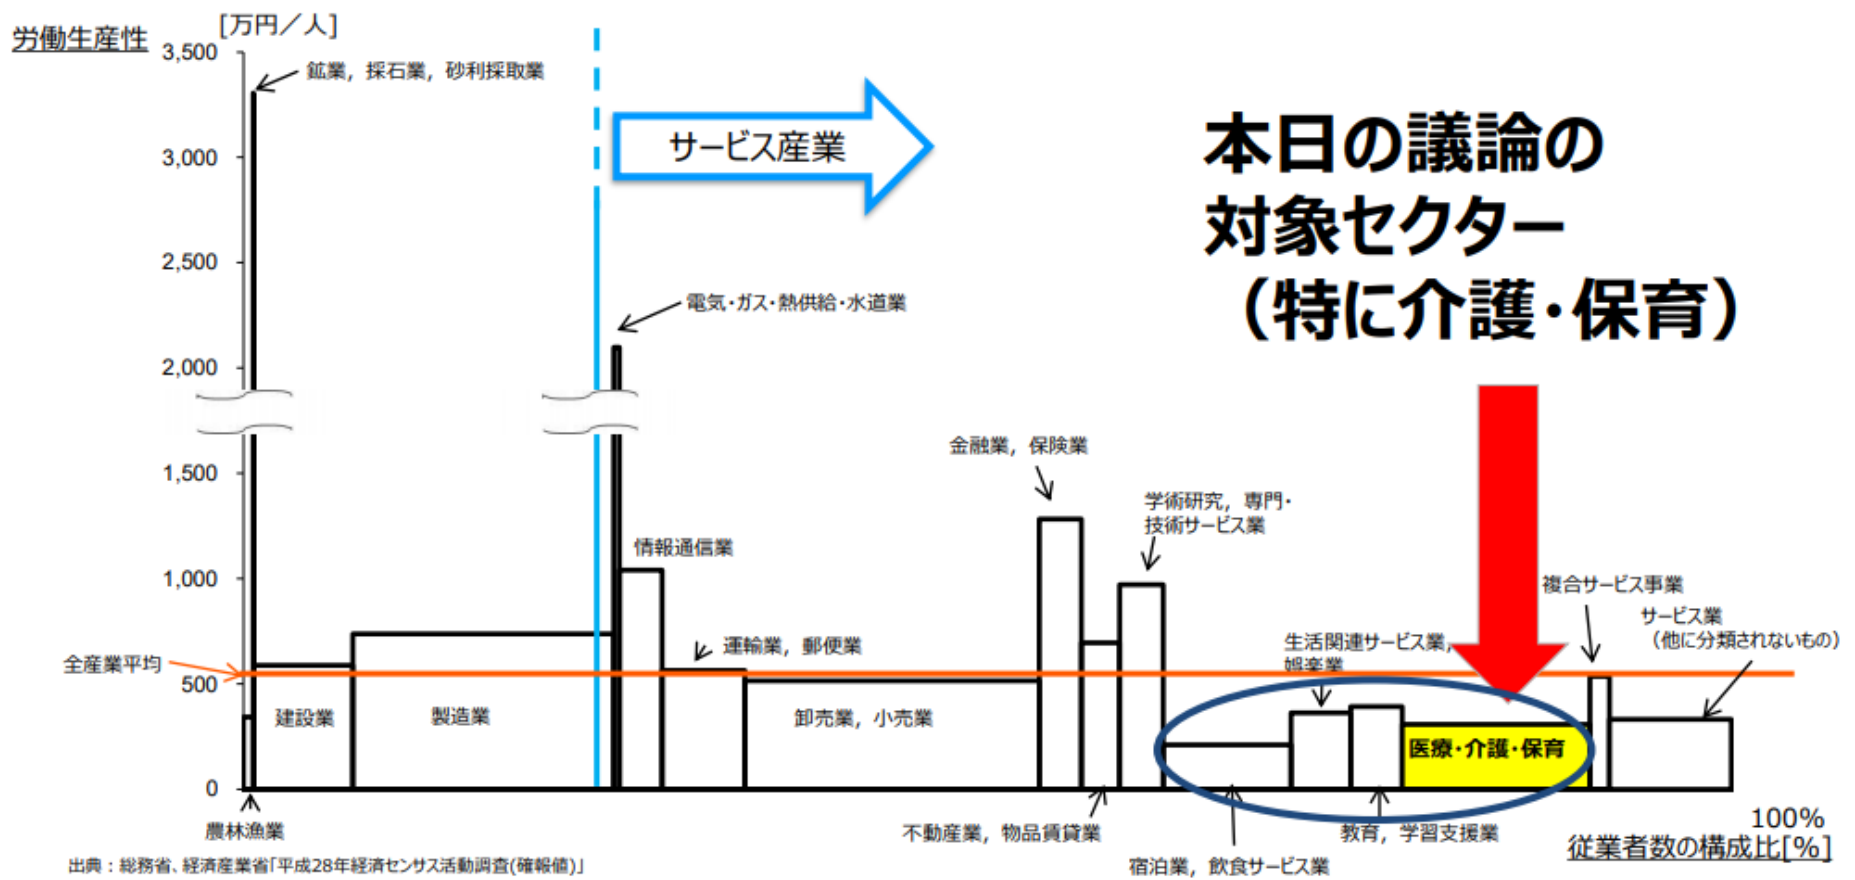 労働生産性
[万円／人]
3,500
3,000
2,500
2,000
1,500
1,000
500
0
鉱業，採石業，砂利採取業
サービス産業
本日の議論の
対象セクター
（特に介護・保育）
電気・ガス・熱供給・水道業
金融業，保険業
学術研究，専門・
技術サービス業
情報通信業
複合サービス事業
サービス業
（他に分類されないもの）
運輸業，郵便業
生活関連サービス業，
娯楽業
全産業平均
建設業
製造業
卸売業，小売業
医療・介護・保育
農林漁業
不動産業，物品賃貸業
教育，学習支援業
宿泊業，飲食サービス業
100%
従業者数の構成比[%]
出典：総務省、経済産業省「平成28年経済センサス活動調査(確報値)」